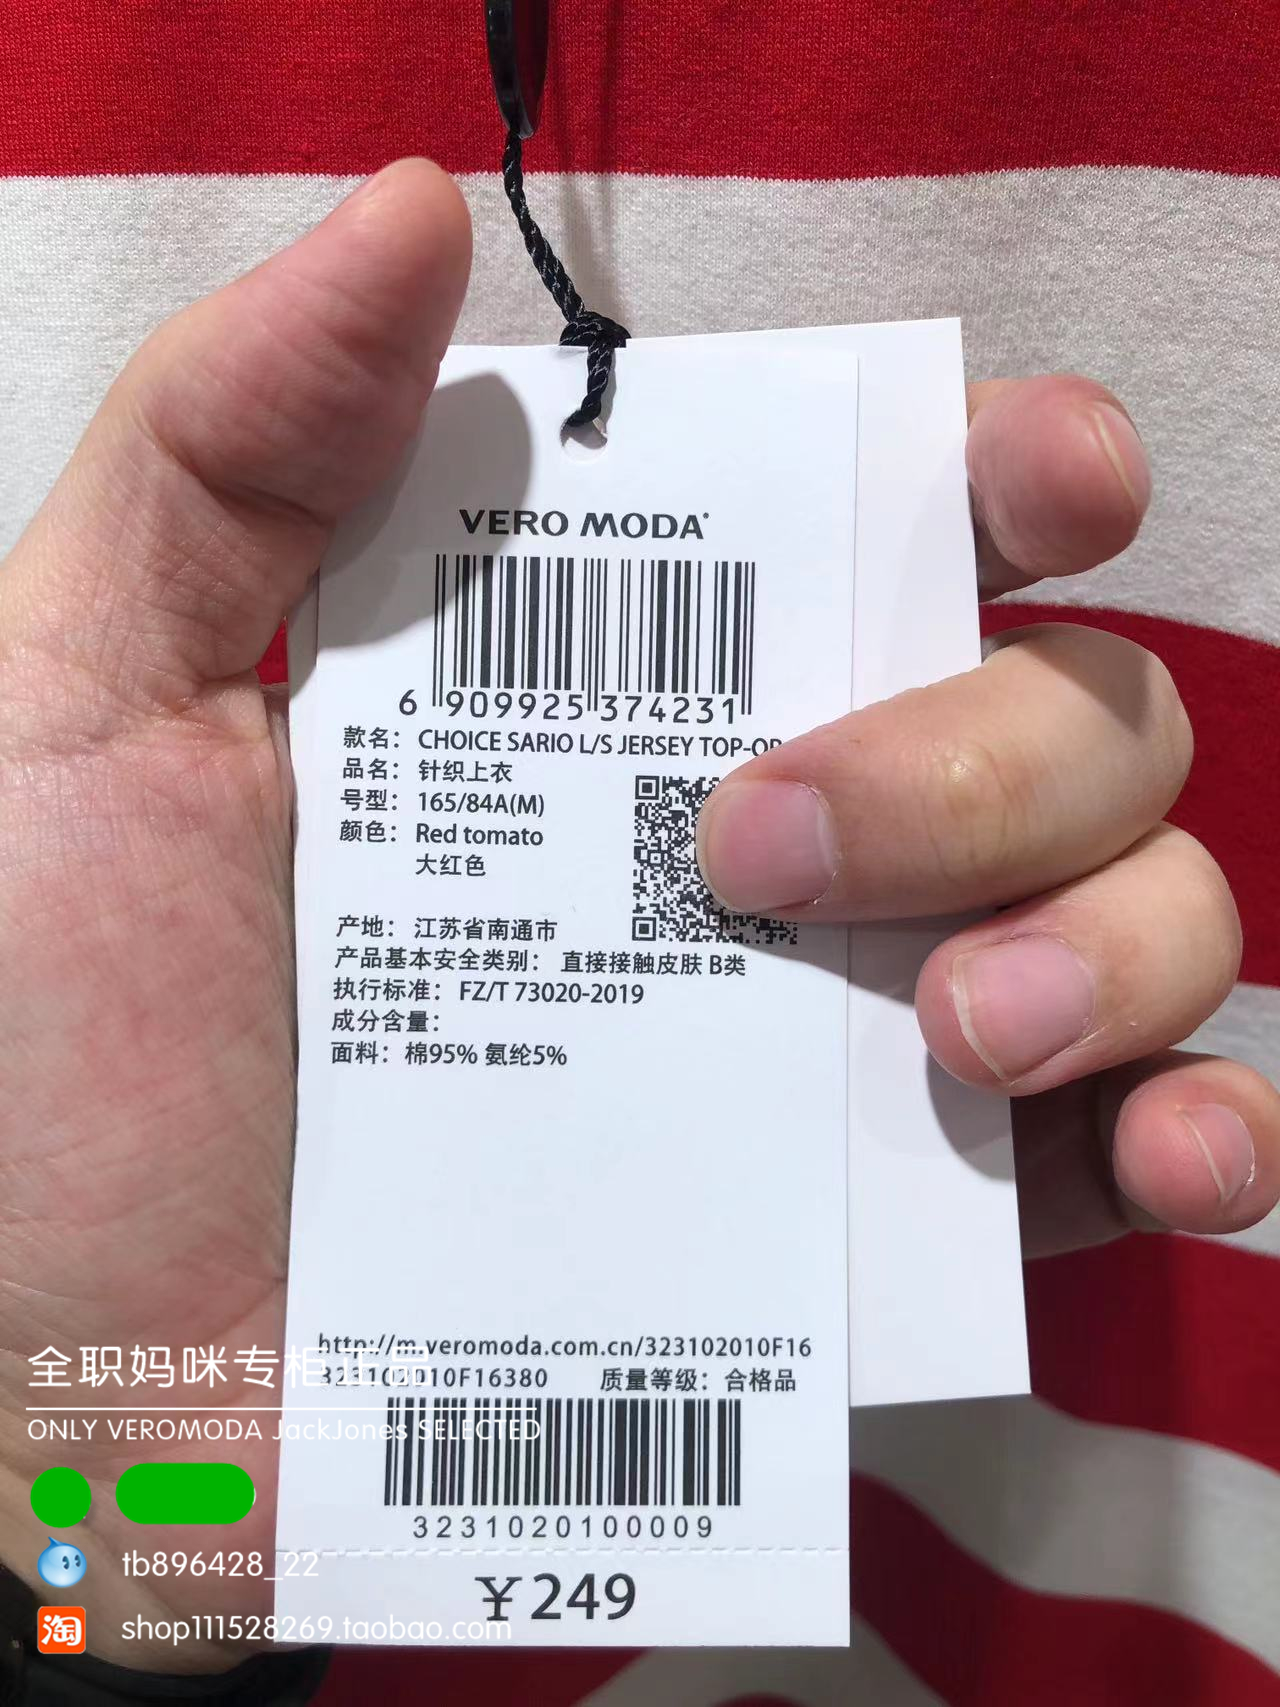 VERO MODA
6 909925 374231
款名： CHOICE SARIO L/S JERSEY TOP-OP
品名： 针织上衣
号型： 165/84A(M)
颜色： Red tomato
大红色
产地： 江苏省南通市
产品基本安全类别： 直接接触皮肤 B类
执行标准： FZ/T 73020-2019
成分含量：
面料： 棉95% 氨纶5%
http://m.veromoda.com.cn/323102010F16
323102010F16380 质量等级： 合格品
3231020100009
¥249
全职妈咪专柜正品
ONLY VEROMODA JackJones SELECTED
tb896428_22
淘 shop111528269.taobao.com